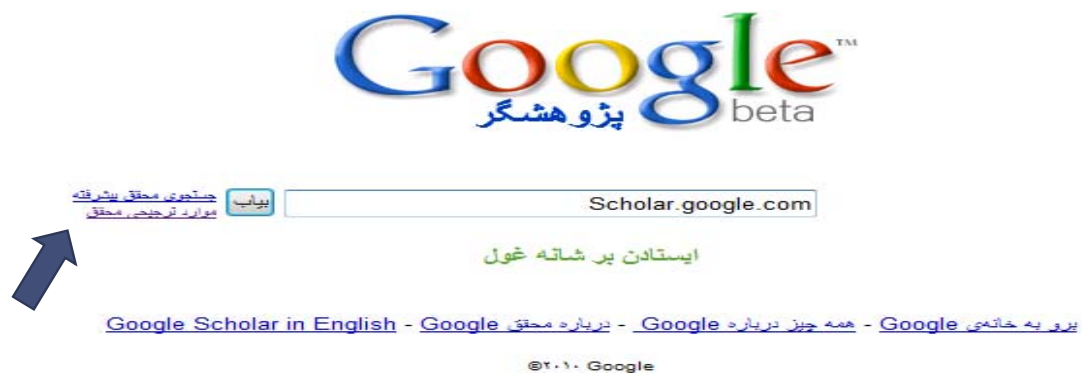 Google™
پژوهشگر beta
جستجوی محقق پیشرفته
بیاب Scholar.google.com
موارد ترجیحی محقق
ایستادن بر شانه غول
برو به خانه‌ی Google - همه چیز درباره Google - درباره محقق Google - Google Scholar in English
©۲۰۱۰ Google